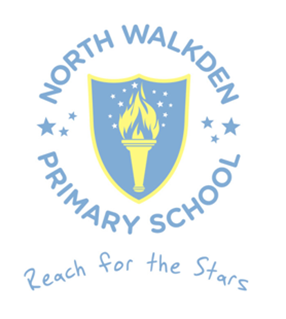 NORTH WALKDEN
PRIMARY SCHOOL
Reach for the Stars